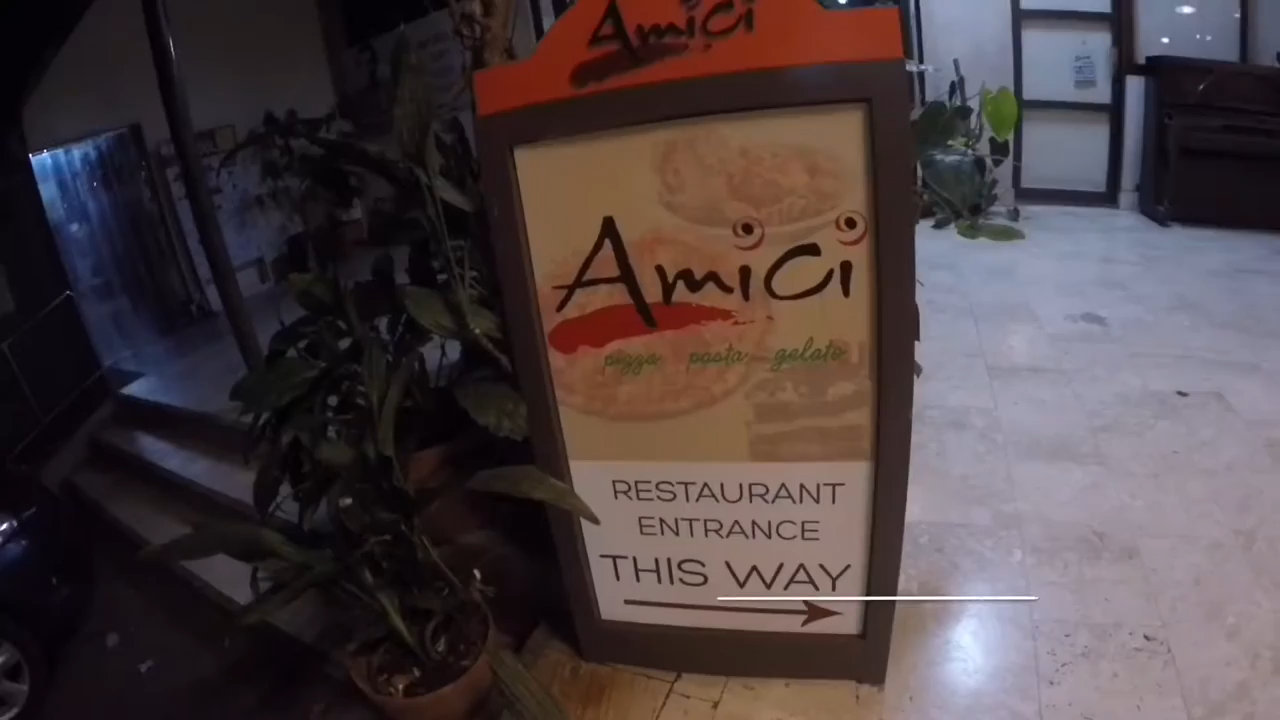 Amici
Amici
pizza pasta gelato
RESTAURANT
ENTRANCE
THIS WAY